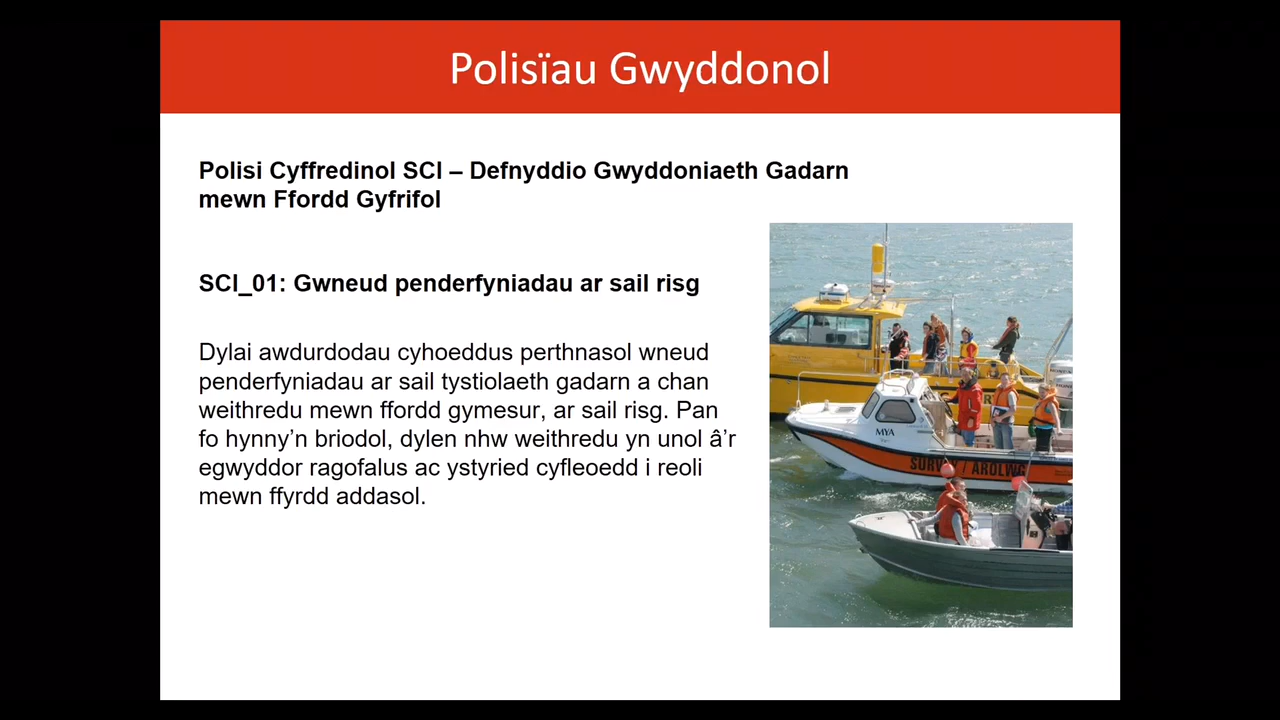 Polisïau Gwyddonol
Polisi Cyffredinol SCI – Defnyddio Gwyddoniaeth Gadarn
mewn Ffordd Gyfrifol
SCI_01: Gwneud penderfyniadau ar sail risg
Dylai awdurdodau cyhoeddus perthnasol wneud
penderfyniadau ar sail tystiolaeth gadarn a chan
weithredu mewn ffordd gymesur, ar sail risg. Pan
fo hynny’n briodol, dylen nhw weithredu yn unol â’r
egwyddor ragofalus ac ystyried cyfleoedd i reoli
mewn ffyrdd addasol.
MYA
SURVEY / AROLWG